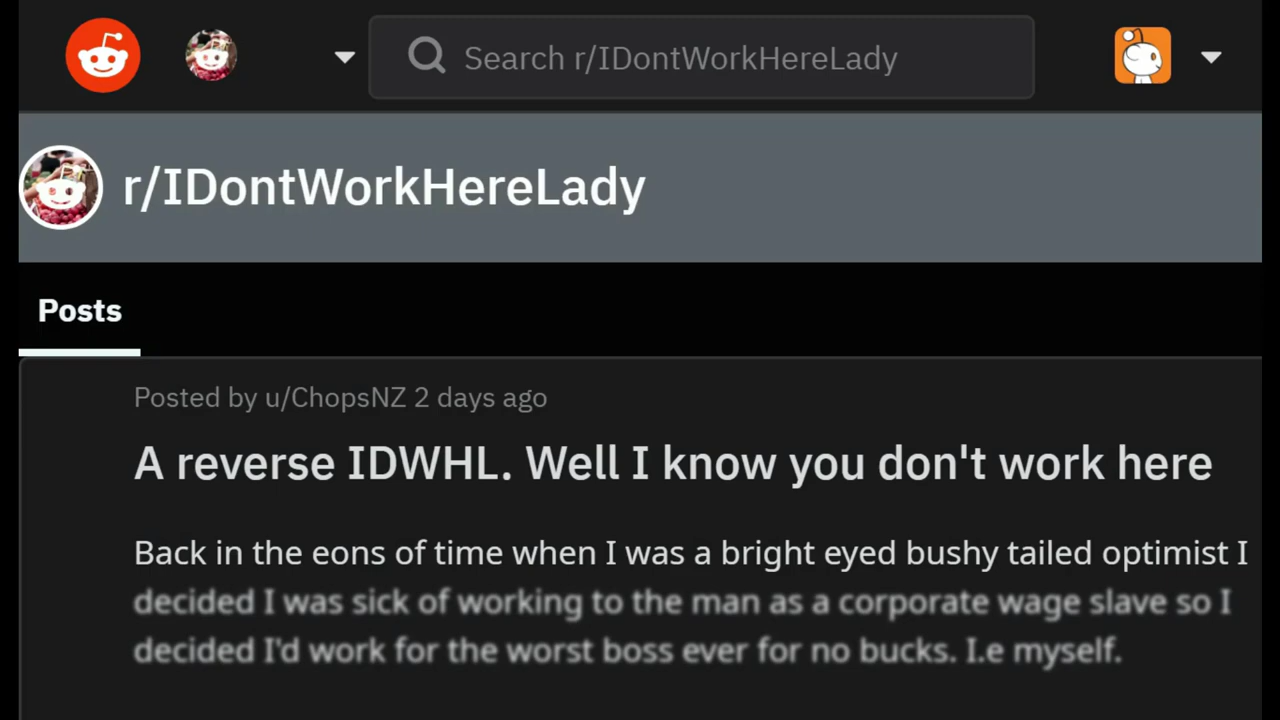 Search r/IDontWorkHereLady
r/IDontWorkHereLady
Posts
Posted by u/ChopsNZ 2 days ago
A reverse IDWHL. Well I know you don't work here
Back in the eons of time when I was a bright eyed bushy tailed optimist I
decided I was sick of working to the man as a corporate wage slave so I
decided I'd work for the worst boss ever for no bucks. I.e myself.